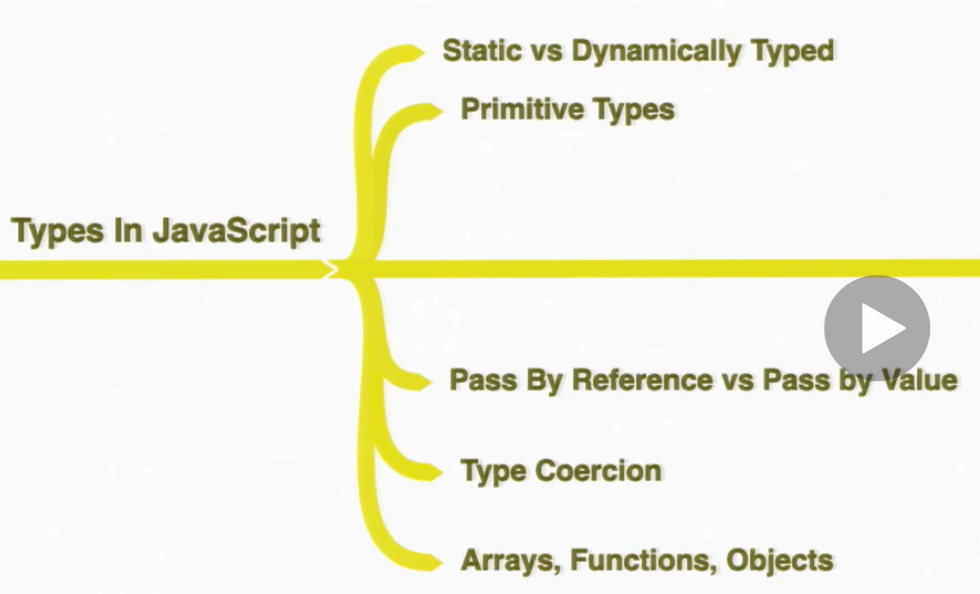 Static vs Dynamically Typed
Primitive Types
Types In JavaScript
Pass By Reference vs Pass by Value
Type Coercion
Arrays, Functions, Objects